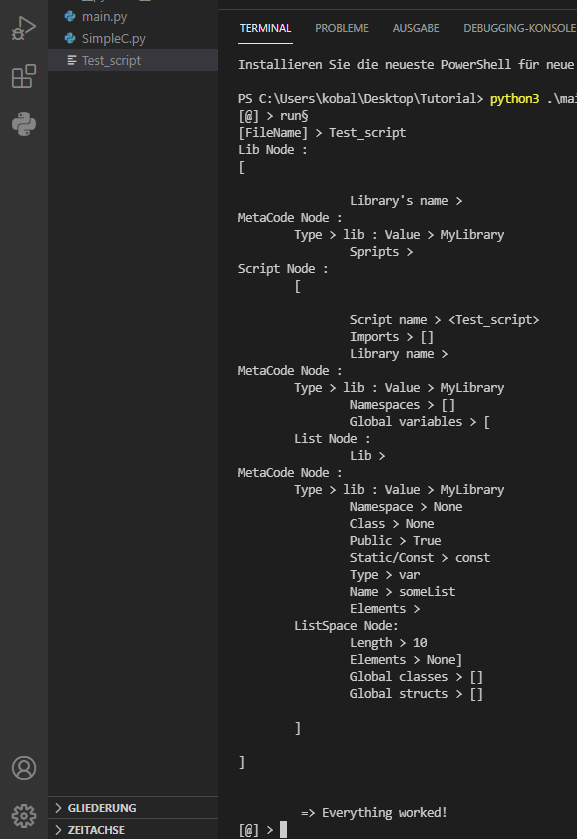 main.py
SimpleC.py
Test_script
GLIEDERUNG
ZEITACHSE
TERMINAL PROBLEME AUSGABE DEBUGGING-KONSOLE
Installieren Sie die neueste PowerShell für neue
PS C:\Users\kobal\Desktop\Tutorial> python3 .\mai
[@] > run§
[FileName] > Test_script
Lib Node :
[
Library's name >
MetaCode Node :
Type > lib : Value > MyLibrary
Spripts >
Script Node :
[
Script name > <Test_script>
Imports > []
Library name >
MetaCode Node :
Type > lib : Value > MyLibrary
Namespaces > []
Global variables > [
List Node :
Lib >
MetaCode Node :
Type > lib : Value > MyLibrary
Namespace > None
Class > None
Public > True
Static/Const > const
Type > var
Name > someList
Elements >
ListSpace Node:
Length > 10
Elements > None]
Global classes > []
Global structs > []
]
]
=> Everything worked!
[@] >